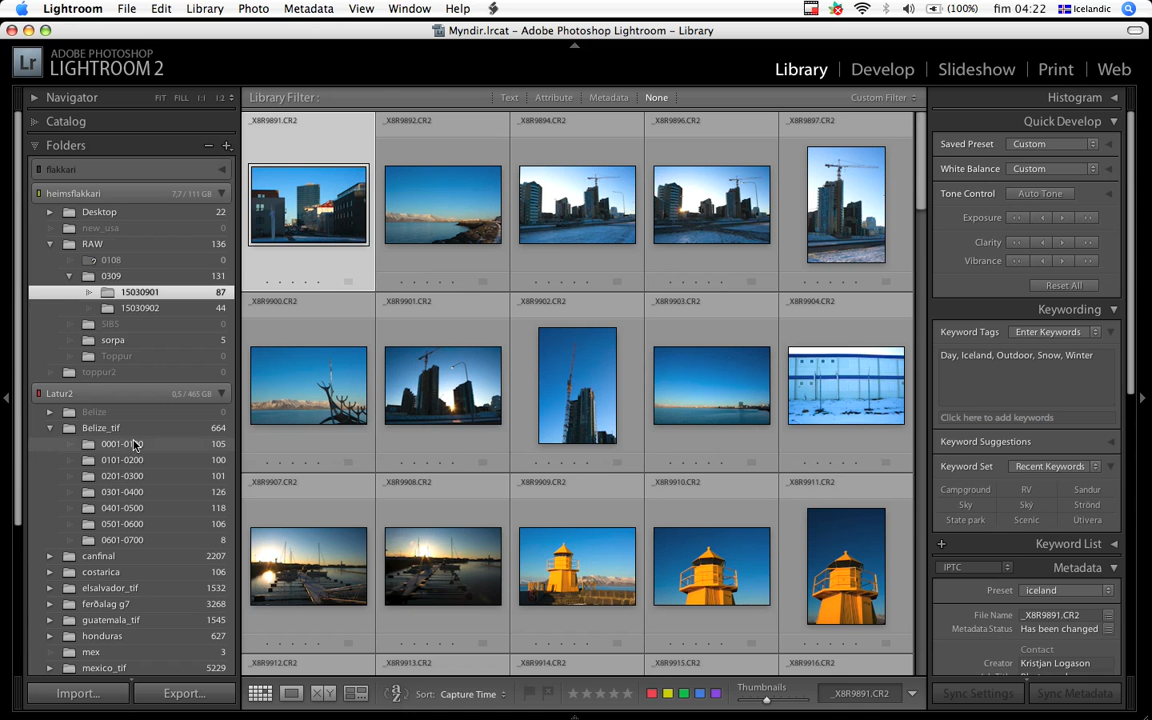 Lightroom File Edit Library Photo Metadata View Window Help (100%) fim 04:22 Icelandic
Myndir.lrcat - Adobe Photoshop Lightroom - Library
Lr ADOBE PHOTOSHOP
LIGHTROOM 2
Library Develop Slideshow Print Web
Navigator FIT FILL 1:1 1:2
Catalog
Folders
flakkari
heimsflakkari 7,7 / 111 GB
Desktop 22
new_usa 0
RAW 136
0108 0
0309 131
15030901 87
15030902 44
SIBS 0
sorpa 5
Toppur 0
toppur2 0
Latur2 0,5 / 465 GB
Belize 0
Belize_tif 664
105
0101-0200 100
0201-0300 101
0301-0400 126
0401-0500 118
0501-0600 106
0601-0700 8
canfinal 2207
costarica 106
elsalvador_tif 1532
ferðalag g7 3268
guatemala_tif 1545
honduras 627
mex 3
mexico_tif 5229
Import... Export...
Library Filter : Text Attribute Metadata None Custom Filter
_X8R9891.CR2 _X8R9892.CR2 _X8R9894.CR2 _X8R9896.CR2 _X8R9897.CR2
_X8R9900.CR2 _X8R9901.CR2 _X8R9902.CR2 _X8R9903.CR2 _X8R9904.CR2
_X8R9907.CR2 _X8R9908.CR2 _X8R9909.CR2 _X8R9910.CR2 _X8R9911.CR2
_X8R9912.CR2 _X8R9913.CR2 _X8R9914.CR2 _X8R9915.CR2 _X8R9916.CR2
XY Sort: Capture Time Thumbnails _X8R9891.CR2
Histogram
Quick Develop
Saved Preset Custom
White Balance Custom
Tone Control Auto Tone
Exposure
Clarity
Vibrance
Reset All
Keywording
Keyword Tags Enter Keywords
Day, Iceland, Outdoor, Snow, Winter
Click here to add keywords
Keyword Suggestions
Keyword Set Recent Keywords
Campground RV Sandur
Sky Ský Strönd
State park Scenic Útivera
Keyword List
IPTC Metadata
Preset iceland
File Name _X8R9891.CR2
Metadata Status Has been changed
Contact
Creator Kristjan Logason
Sync Settings Sync Metadata